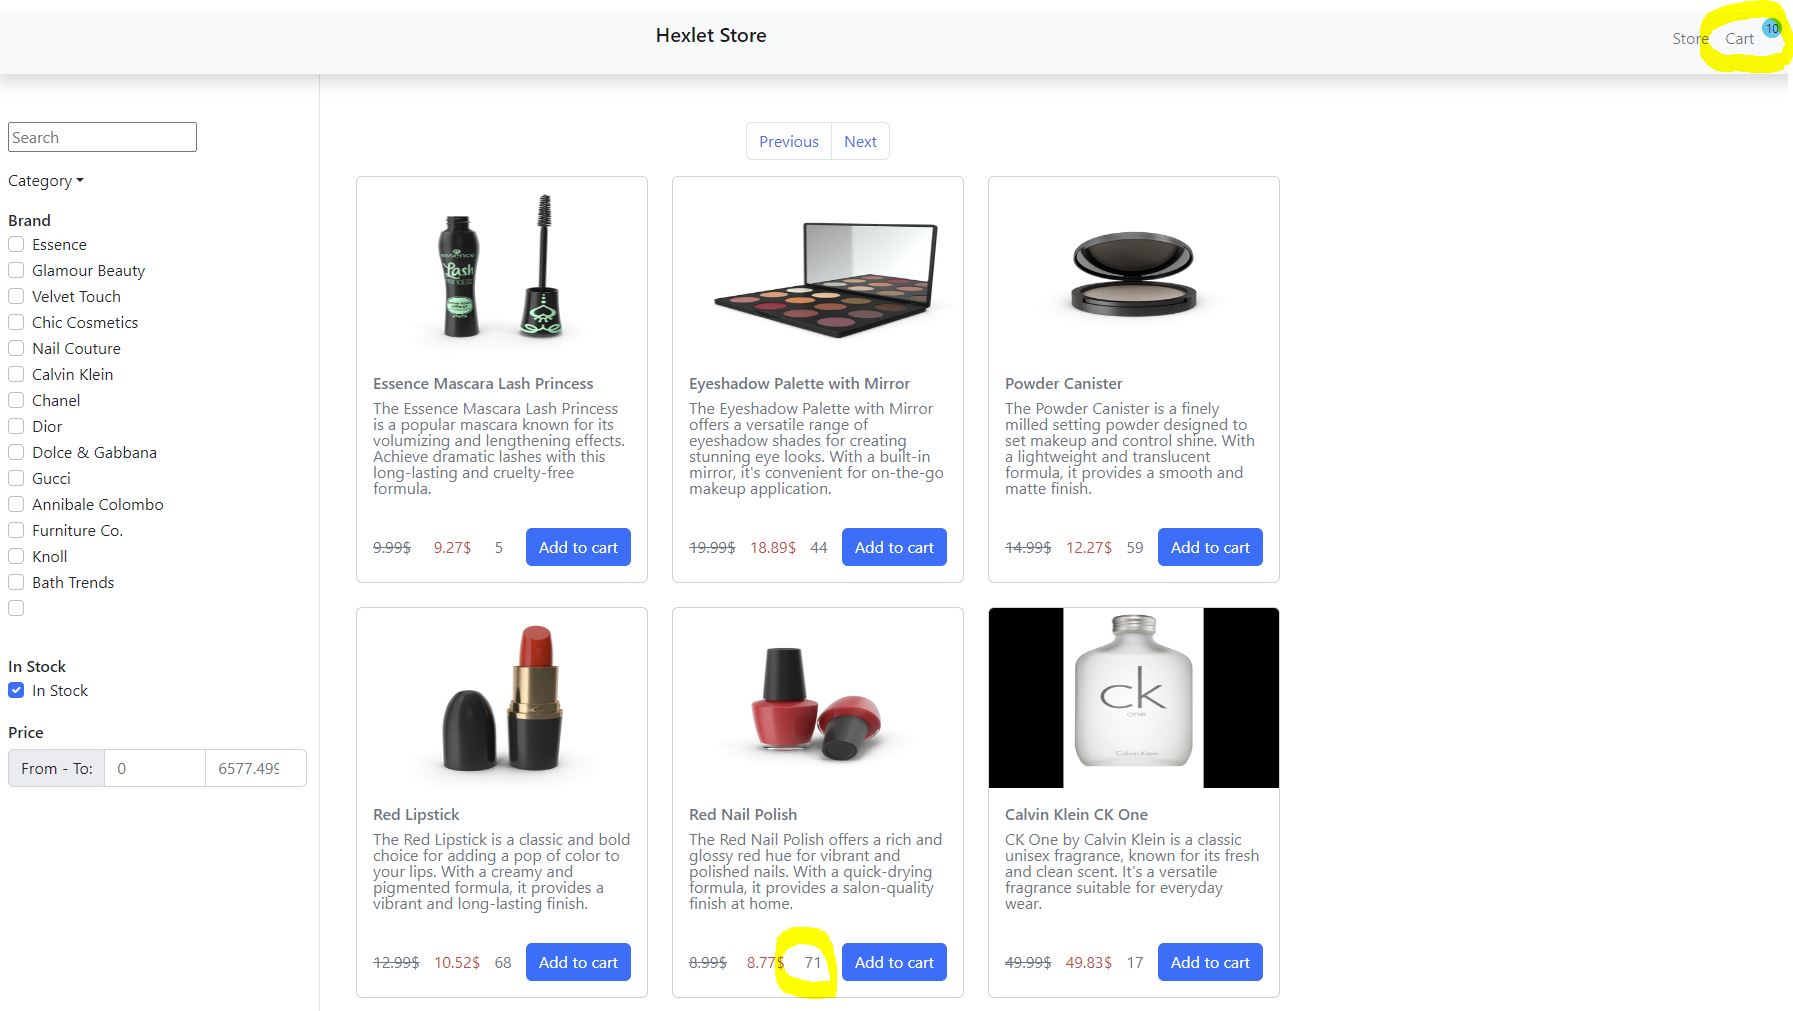 Hexlet Store
Store Cart 10
Search
Category
Brand
Essence
Glamour Beauty
Velvet Touch
Chic Cosmetics
Nail Couture
Calvin Klein
Chanel
Dior
Dolce & Gabbana
Gucci
Annibale Colombo
Furniture Co.
Knoll
Bath Trends
In Stock
In Stock
Price
From - To: 0 6577.499
Previous Next
essence
Lash
PRINCESS
Essence Mascara Lash Princess
The Essence Mascara Lash Princess
is a popular mascara known for its
volumizing and lengthening effects.
Achieve dramatic lashes with this
long-lasting and cruelty-free
formula.
9.99$ 9.27$ 5 Add to cart
Eyeshadow Palette with Mirror
The Eyeshadow Palette with Mirror
offers a versatile range of
eyeshadow shades for creating
stunning eye looks. With a built-in
mirror, it's convenient for on-the-go
makeup application.
19.99$ 18.89$ 44 Add to cart
Powder Canister
The Powder Canister is a finely
milled setting powder designed to
set makeup and control shine. With
a lightweight and translucent
formula, it provides a smooth and
matte finish.
14.99$ 12.27$ 59 Add to cart
Red Lipstick
The Red Lipstick is a classic and bold
choice for adding a pop of color to
your lips. With a creamy and
pigmented formula, it provides a
vibrant and long-lasting finish.
12.99$ 10.52$ 68 Add to cart
Red Nail Polish
The Red Nail Polish offers a rich and
glossy red hue for vibrant and
polished nails. With a quick-drying
formula, it provides a salon-quality
finish at home.
8.99$ 8.77$ 71 Add to cart
ck
one
Calvin Klein
Calvin Klein CK One
CK One by Calvin Klein is a classic
unisex fragrance, known for its fresh
and clean scent. It's a versatile
fragrance suitable for everyday
wear.
49.99$ 49.83$ 17 Add to cart